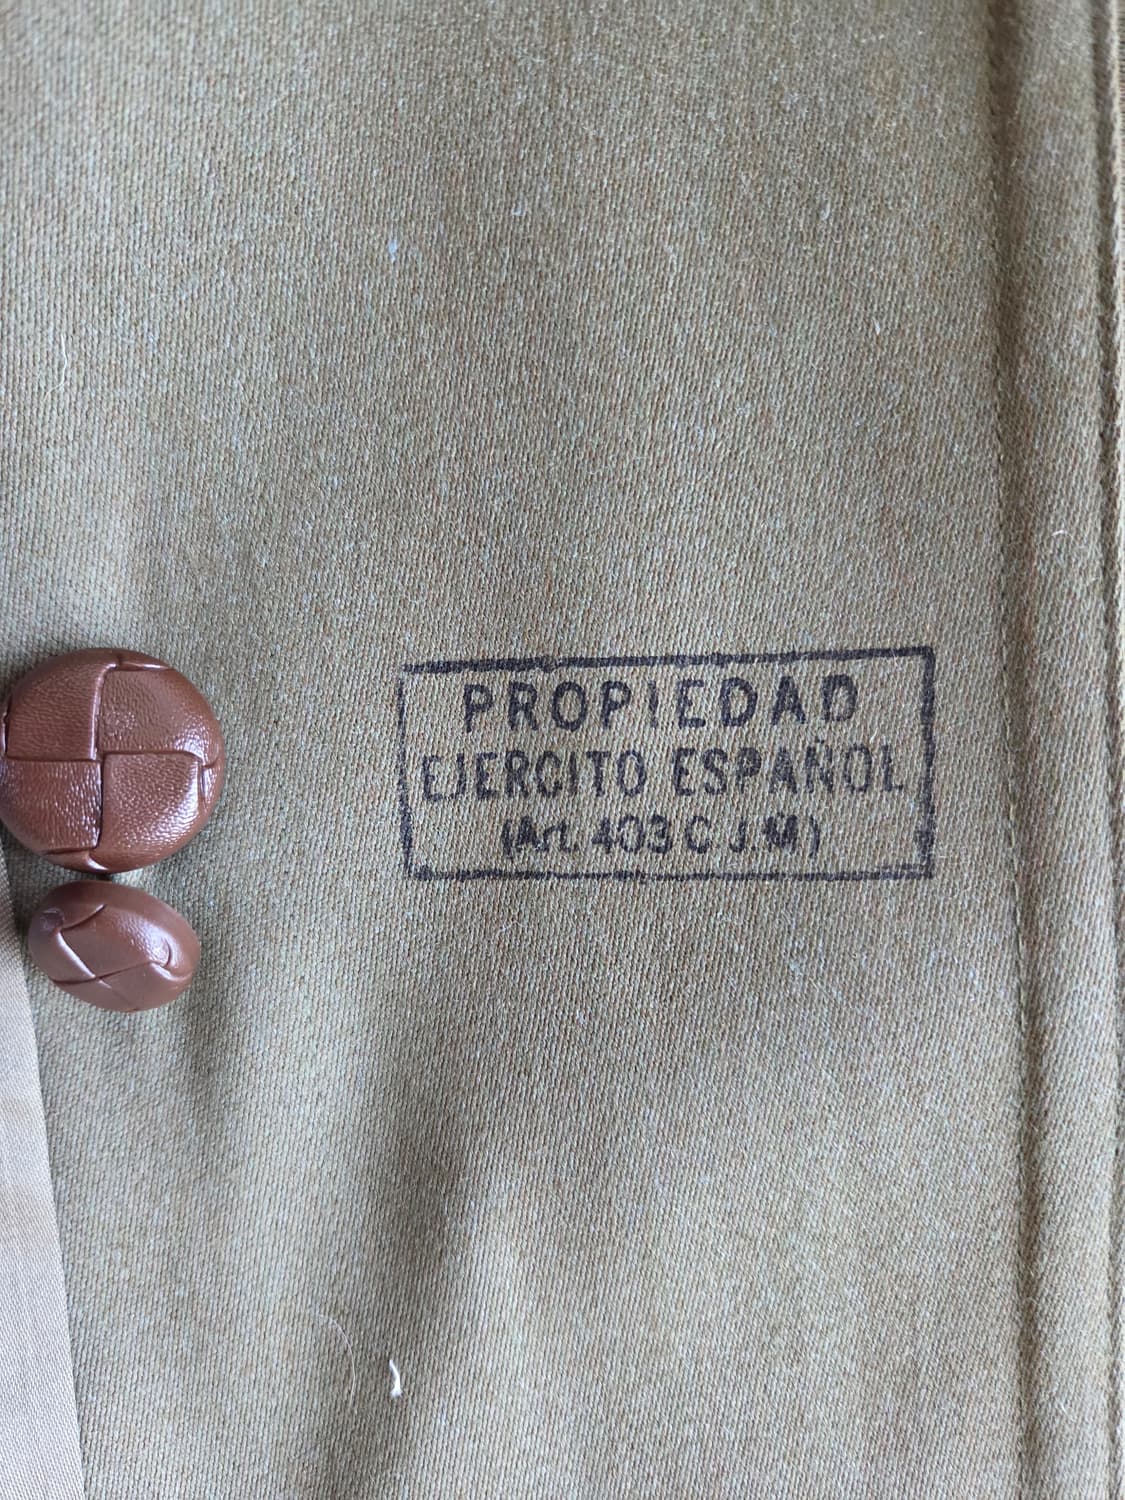 PROPIEDAD
EJERCITO ESPAÑOL
(Art. 403 C J.M)